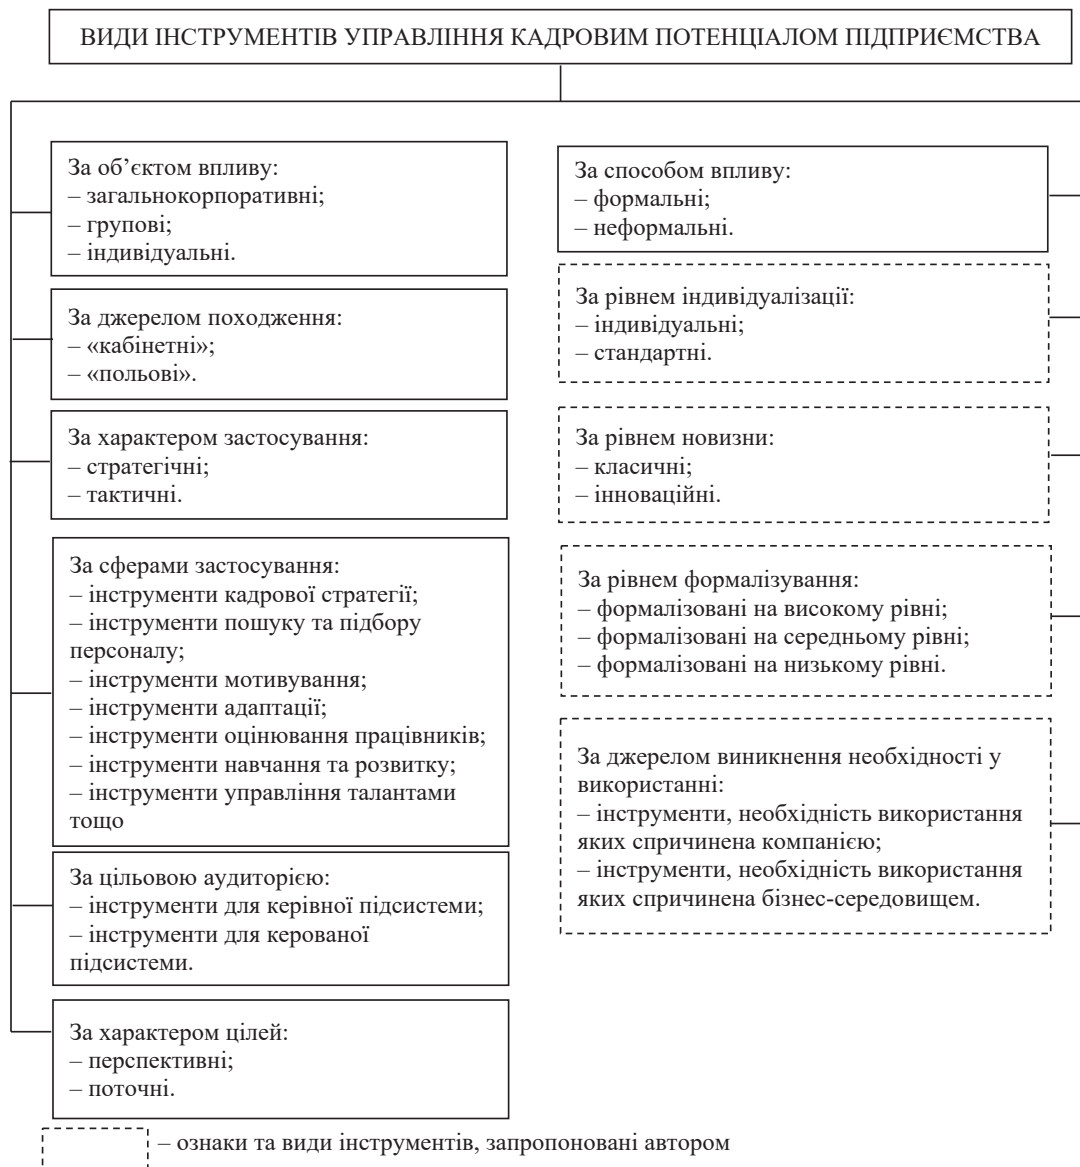 ВИДИ ІНСТРУМЕНТІВ УПРАВЛІННЯ КАДРОВИМ ПОТЕНЦІАЛОМ ПІДПРИЄМСТВА
За об’єктом впливу:
– загальнокорпоративні;
– групові;
– індивідуальні.
За джерелом походження:
– «кабінетні»;
– «польові».
За характером застосування:
– стратегічні;
– тактичні.
За сферами застосування:
– інструменти кадрової стратегії;
– інструменти пошуку та підбору
персоналу;
– інструменти мотивування;
– інструменти адаптації;
– інструменти оцінювання працівників;
– інструменти навчання та розвитку;
– інструменти управління талантами
тощо
За цільовою аудиторією:
– інструменти для керівної підсистеми;
– інструменти для керованої
підсистеми.
За характером цілей:
– перспективні;
– поточні.
За способом впливу:
– формальні;
– неформальні.
За рівнем індивідуалізації:
– індивідуальні;
– стандартні.
За рівнем новизни:
– класичні;
– інноваційні.
За рівнем формалізування:
– формалізовані на високому рівні;
– формалізовані на середньому рівні;
– формалізовані на низькому рівні.
За джерелом виникнення необхідності у
використанні:
– інструменти, необхідність використання
яких спричинена компанією;
– інструменти, необхідність використання
яких спричинена бізнес-середовищем.
– ознаки та види інструментів, запропоновані автором